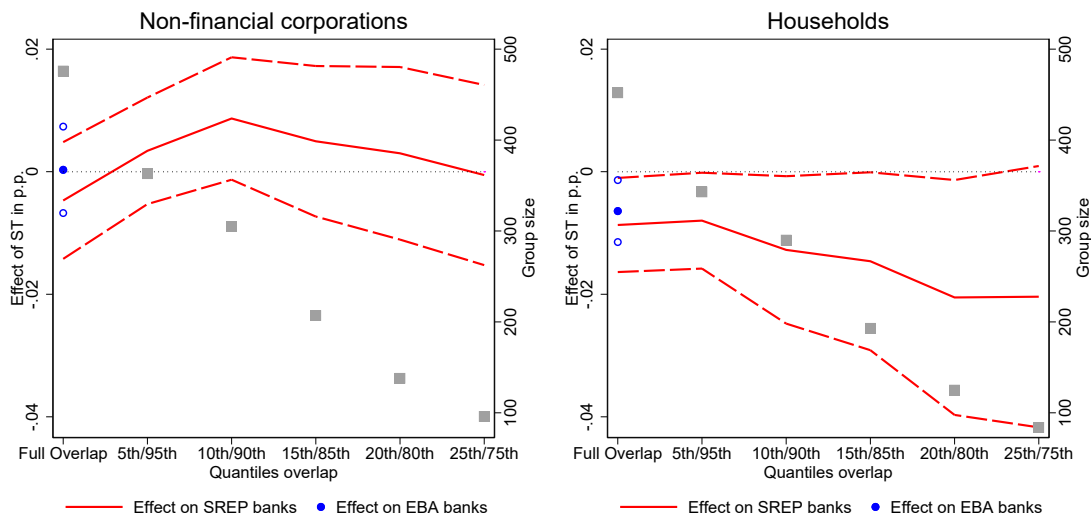 Non-financial corporations
Effect of ST in p.p.
.02
0
-.02
-.04
500
400
300
200
100
Group size
Full Overlap 5th/95th 10th/90th 15th/85th 20th/80th 25th/75th
Quantiles overlap
Effect on SREP banks Effect on EBA banks
Households
Effect of ST in p.p.
.02
0
-.02
-.04
500
400
300
200
100
Group size
Full Overlap 5th/95th 10th/90th 15th/85th 20th/80th 25th/75th
Quantiles overlap
Effect on SREP banks Effect on EBA banks